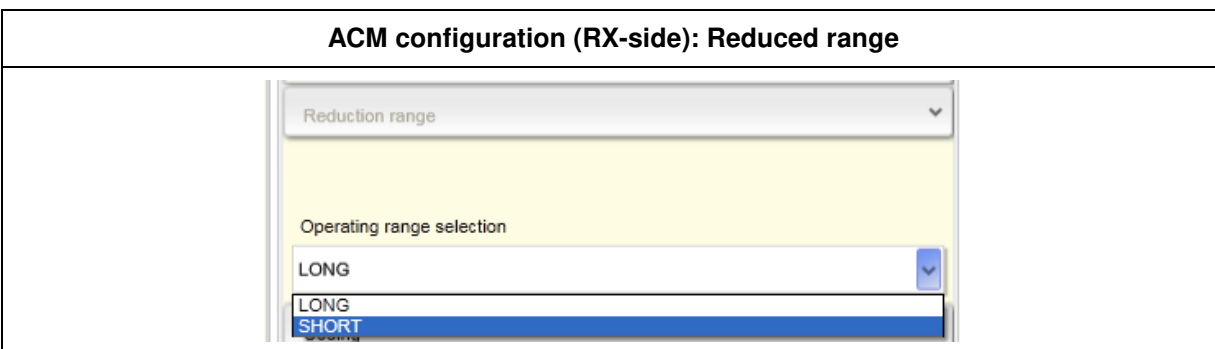 ACM configuration (RX-side): Reduced range
Reduction range
Operating range selection
LONG
LONG
SHORT